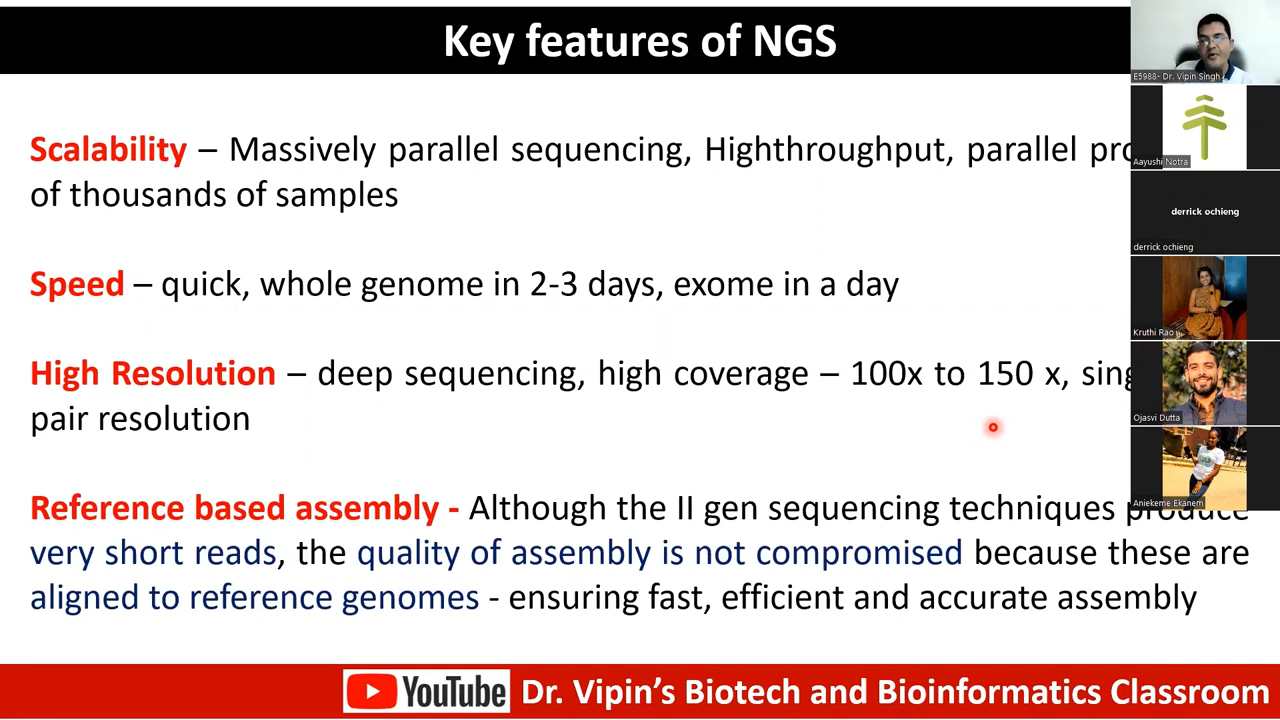 Key features of NGS
Scalability – Massively parallel sequencing, Highthroughput, parallel
of thousands of samples
Speed – quick, whole genome in 2-3 days, exome in a day
High Resolution – deep sequencing, high coverage – 100x to 150 x,
pair resolution
Reference based assembly - Although the II gen sequencing techniques produce
very short reads, the quality of assembly is not compromised because these are
aligned to reference genomes - ensuring fast, efficient and accurate assembly
YouTube Dr. Vipin’s Biotech and Bioinformatics Classroom
E5988- Dr. Vipin Singh
Aayushi Notra
derrick ochieng
derrick ochieng
Kruthi Rao
Ojasvi Dutta
Aniekeme Ekanem